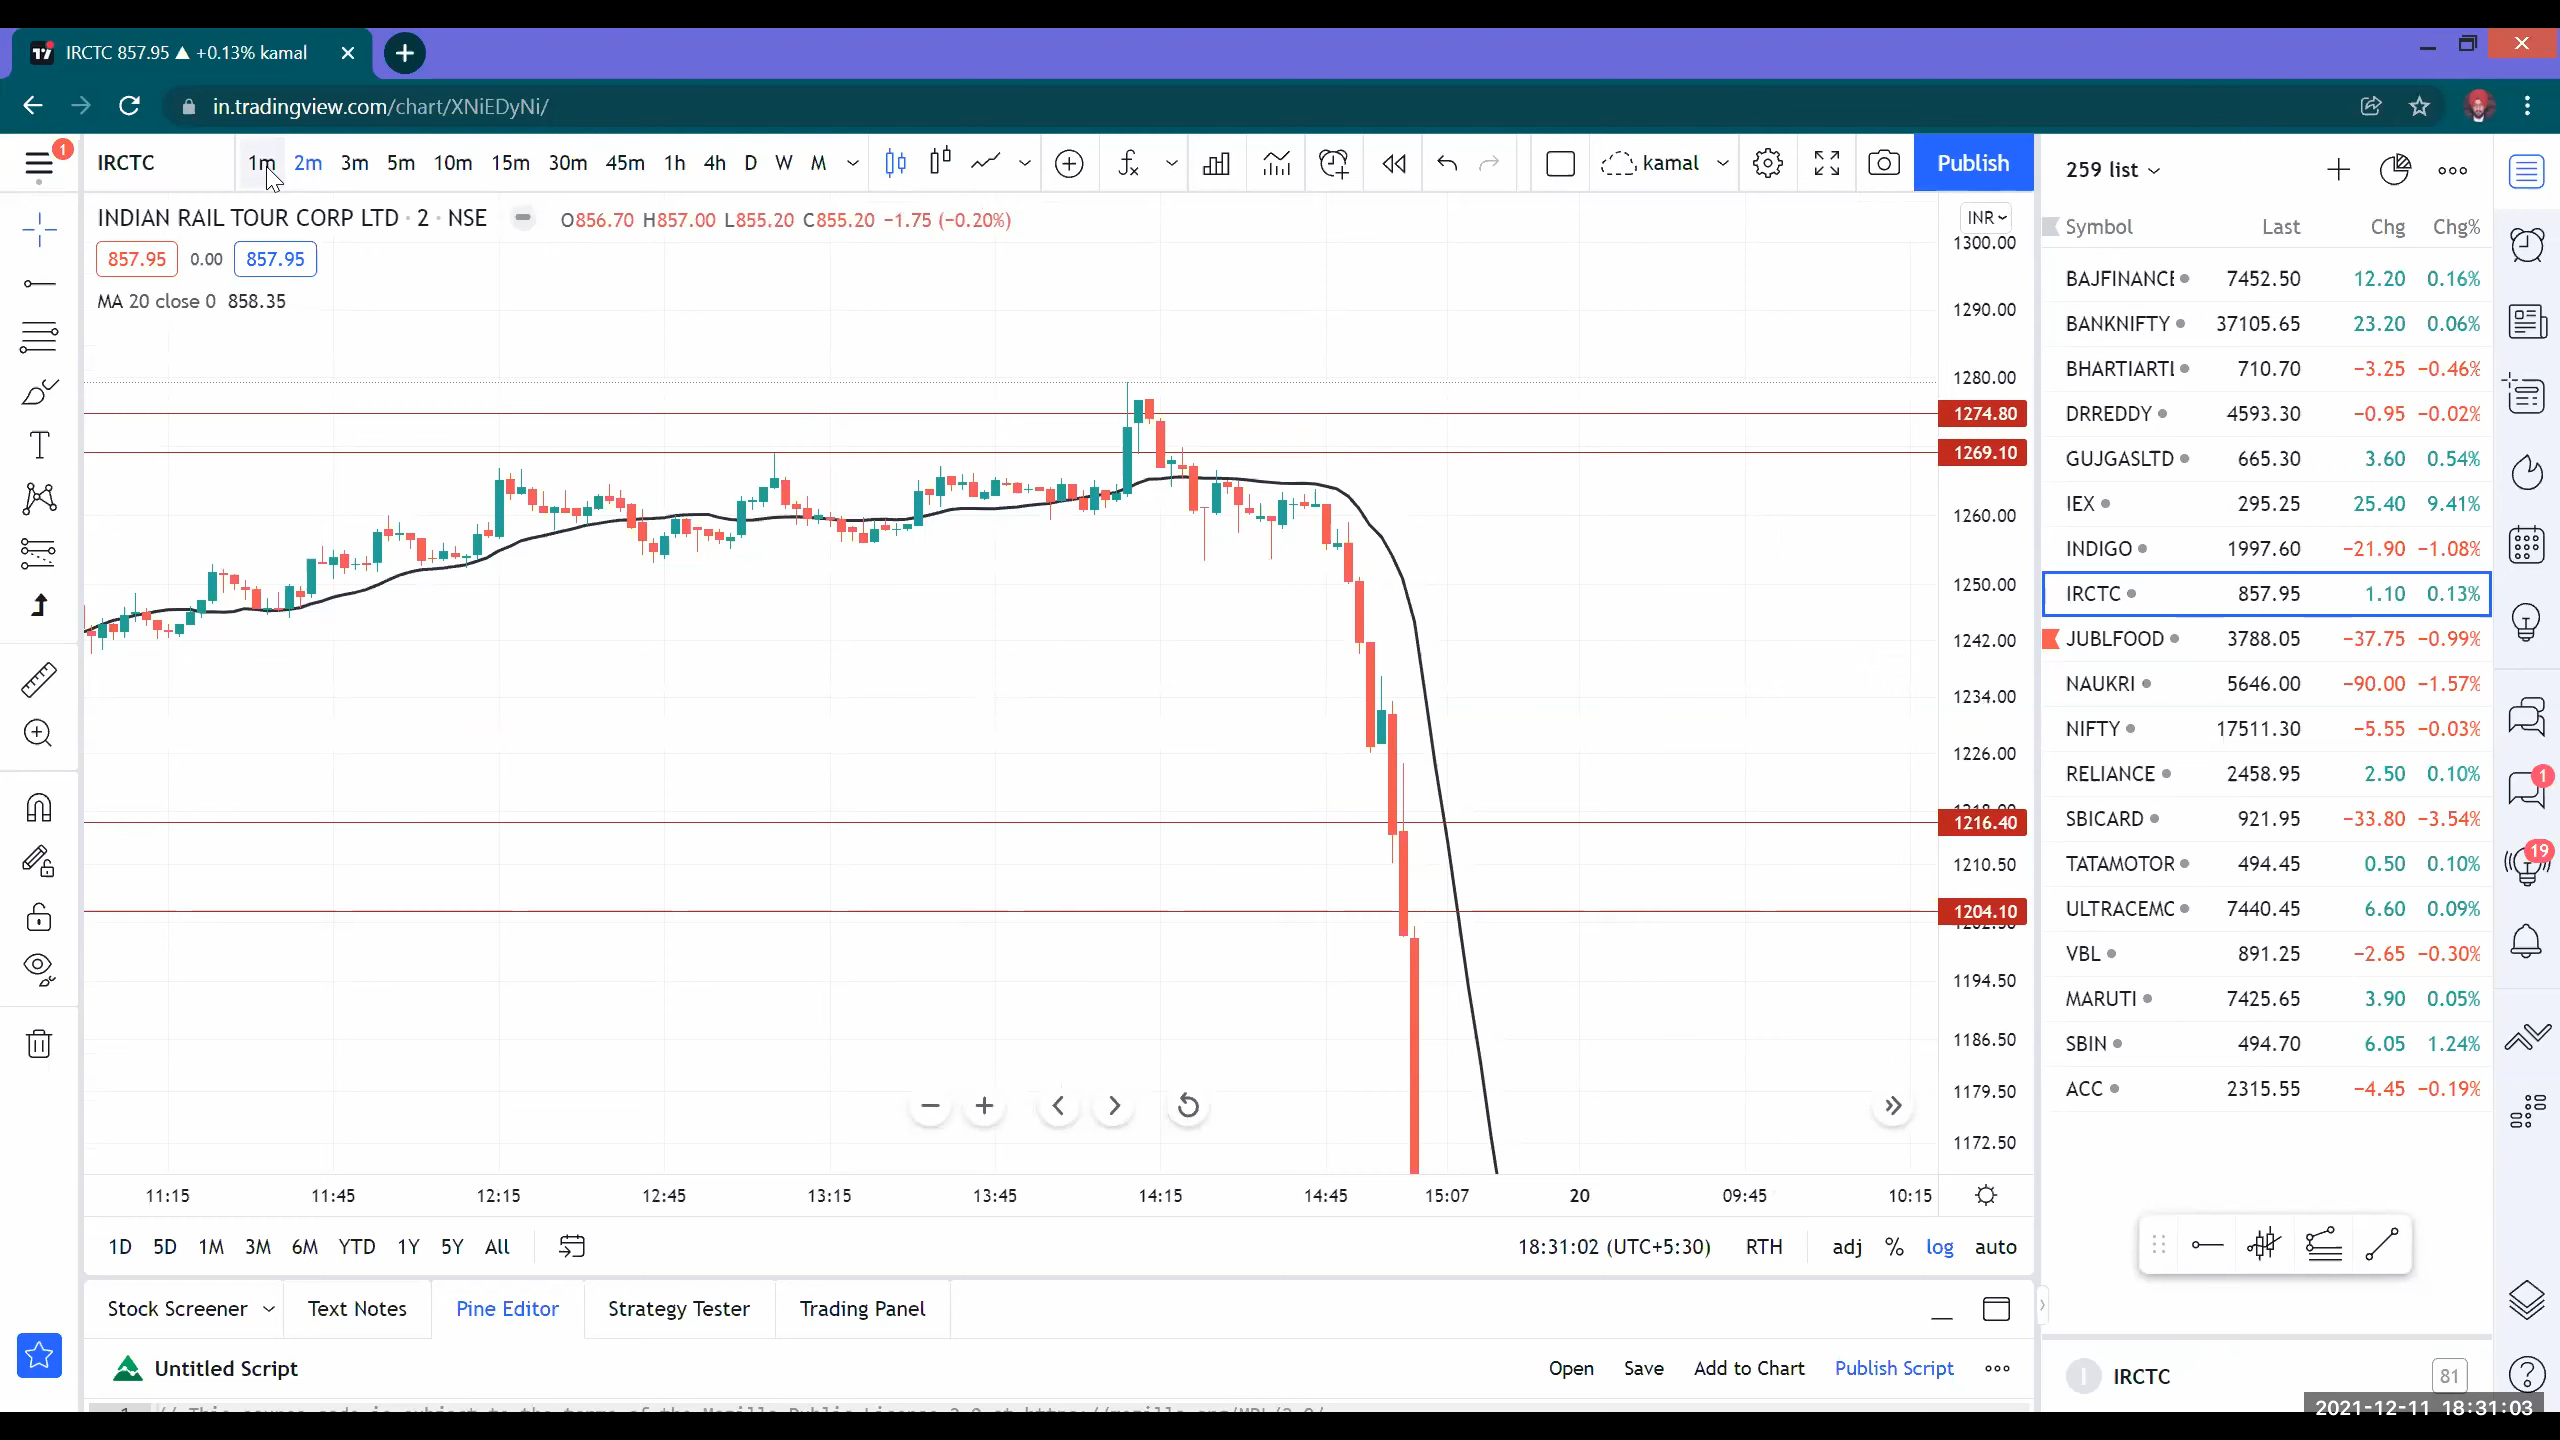 IRCTC 857.95 ▲ +0.13% kamal
in.tradingview.com/chart/XNiEDyNi/
1
IRCTC 1m 2m 3m 5m 10m 15m 30m 45m 1h 4h D W M kamal Publish
INDIAN RAIL TOUR CORP LTD · 2 · NSE O856.70 H857.00 L855.20 C855.20 −1.75 (−0.20%)
857.95 0.00 857.95
MA 20 close 0 858.35
INR
1300.00
1290.00
1280.00
1274.80
1269.10
1260.00
1250.00
1242.00
1234.00
1226.00
1216.40
1210.50
1204.10
1194.50
1186.50
1179.50
1172.50
11:15 11:45 12:15 12:45 13:15 13:45 14:15 14:45 15:07 20 09:45 10:15
1D 5D 1M 3M 6M YTD 1Y 5Y All 18:31:02 (UTC+5:30) RTH adj % log auto
Stock Screener Text Notes Pine Editor Strategy Tester Trading Panel
Untitled Script Open Save Add to Chart Publish Script
259 list
Symbol Last Chg Chg%
BAJFINANCE 7452.50 12.20 0.16%
BANKNIFTY 37105.65 23.20 0.06%
BHARTIARTL 710.70 −3.25 −0.46%
DRREDDY 4593.30 −0.95 −0.02%
GUJGASLTD 665.30 3.60 0.54%
IEX 295.25 25.40 9.41%
INDIGO 1997.60 −21.90 −1.08%
IRCTC 857.95 1.10 0.13%
JUBLFOOD 3788.05 −37.75 −0.99%
NAUKRI 5646.00 −90.00 −1.57%
NIFTY 17511.30 −5.55 −0.03%
RELIANCE 2458.95 2.50 0.10%
SBICARD 921.95 −33.80 −3.54%
TATAMOTOR 494.45 0.50 0.10%
ULTRACEMC 7440.45 6.60 0.09%
VBL 891.25 −2.65 −0.30%
MARUTI 7425.65 3.90 0.05%
SBIN 494.70 6.05 1.24%
ACC 2315.55 −4.45 −0.19%
1
19
IRCTC 81
2021-12-11 18:31:03